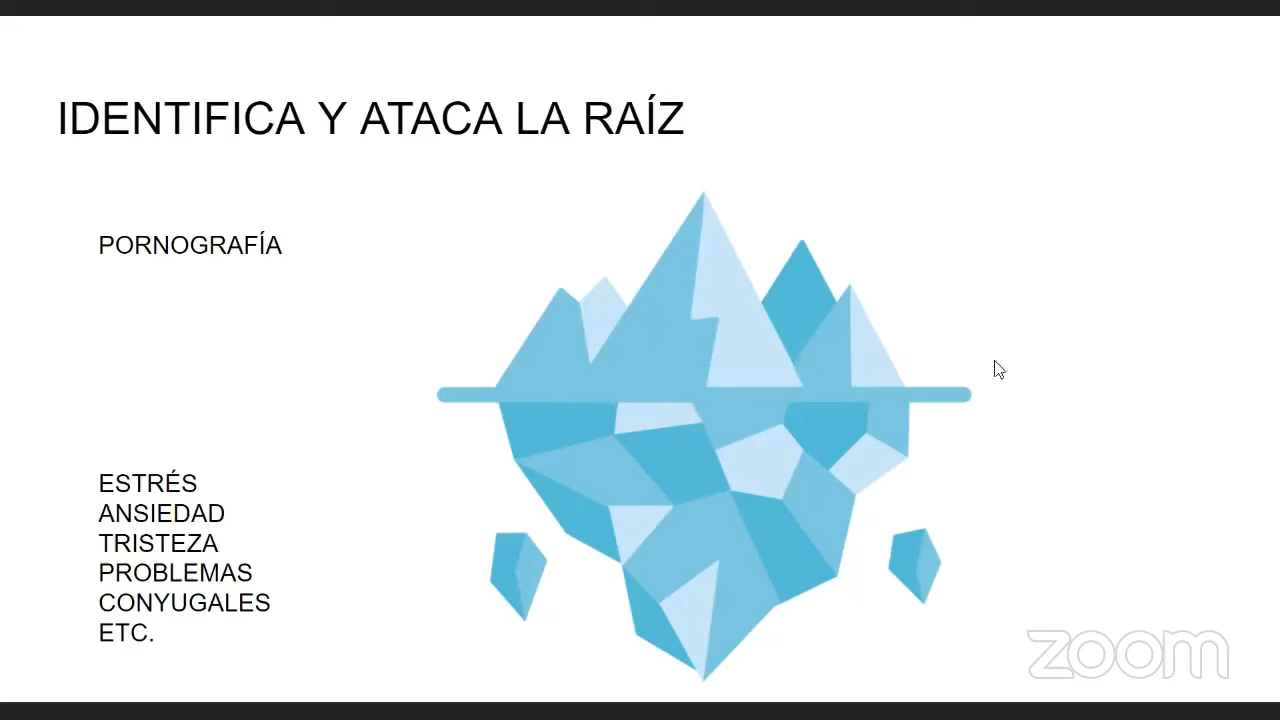 IDENTIFICA Y ATACA LA RAÍZ
PORNOGRAFÍA
ESTRÉS
ANSIEDAD
TRISTEZA
PROBLEMAS
CONYUGALES
ETC.
zoom